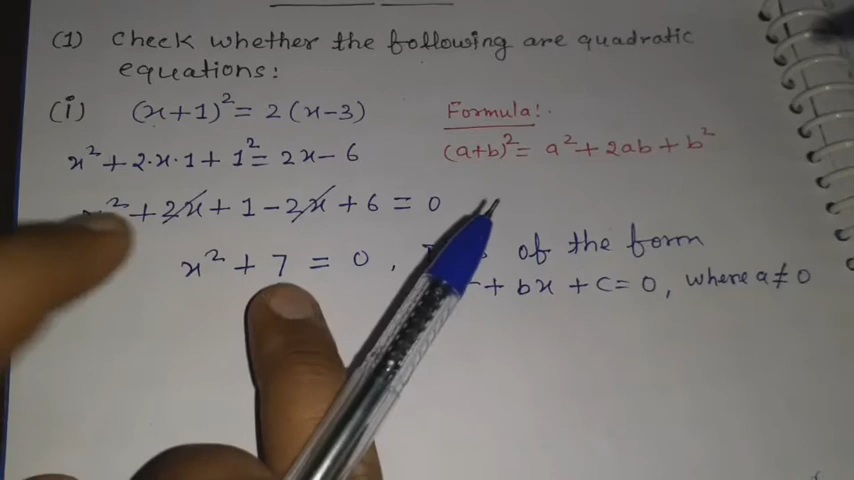 (1) Check whether the following are quadratic
equations:
(i) (x+1)² = 2(x-3)
Formula:.
(a+b)² = a² + 2ab + b²
x² + 2·x·1 + 1² = 2x - 6
x² + 2x + 1 - 2x + 6 = 0
x² + 7 = 0, of the form
+ bx + c = 0, where a ≠ 0